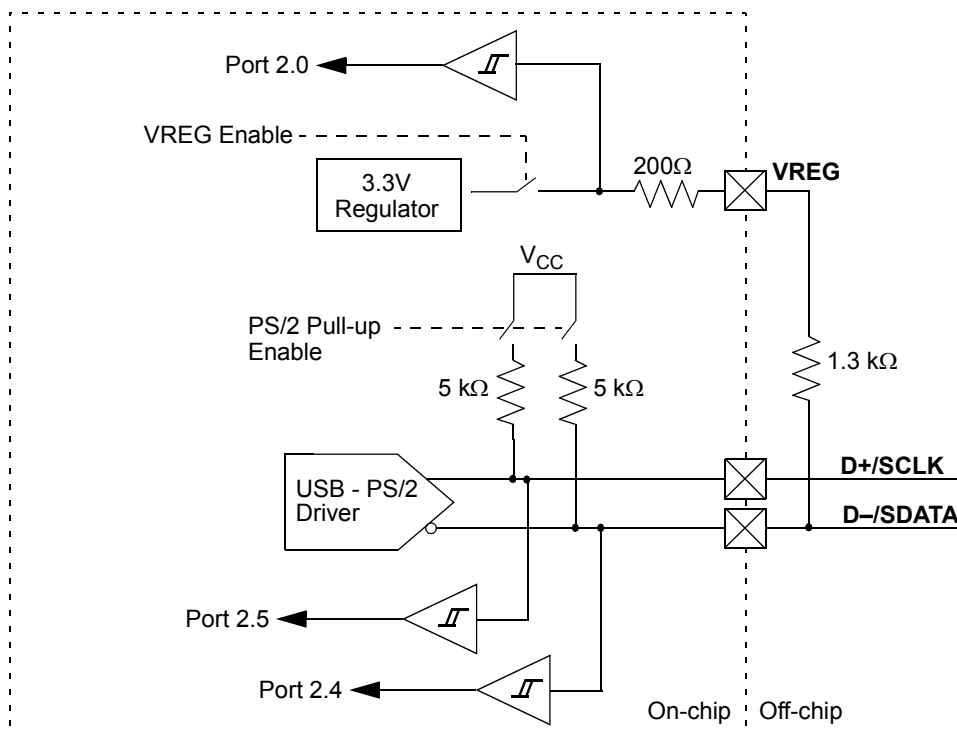 Port 2.0
VREG Enable
200Ω
VREG
3.3V
Regulator
VCC
PS/2 Pull-up
Enable
1.3 kΩ
5 kΩ
5 kΩ
D+/SCLK
USB - PS/2
Driver
D–/SDATA
Port 2.5
Port 2.4
On-chip
Off-chip